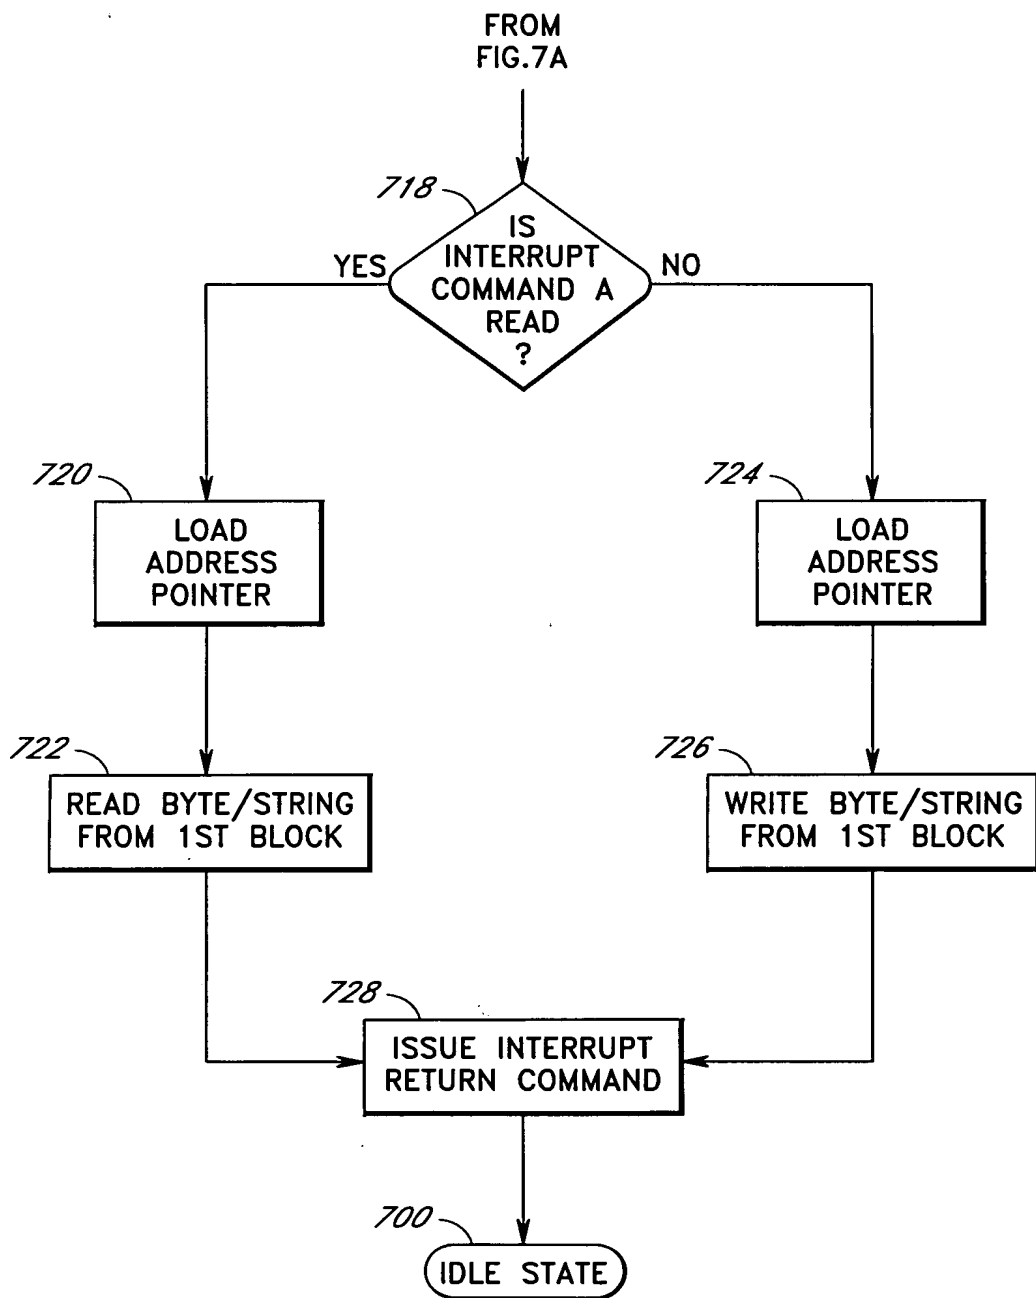 FROM
FIG.7A
718
IS
INTERRUPT
COMMAND A
READ
?
YES
NO
720
LOAD
ADDRESS
POINTER
724
LOAD
ADDRESS
POINTER
722
READ BYTE/STRING
FROM 1ST BLOCK
726
WRITE BYTE/STRING
FROM 1ST BLOCK
728
ISSUE INTERRUPT
RETURN COMMAND
700
IDLE STATE